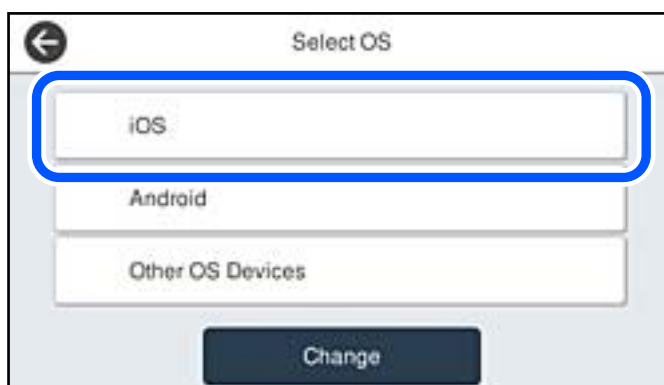 Select OS
iOS
Android
Other OS Devices
Change